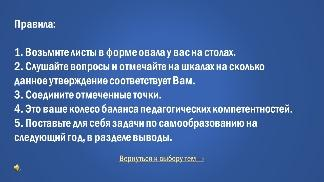 Правила:
1. Возьмите листы в форме овала у вас на столах.
2. Слушайте вопросы и отмечайте на шкалах на сколько
данное утверждение соответствует Вам.
3. Соедините отмеченные точки.
4. Это ваше колесо баланса педагогических компетентностей.
5. Поставьте для себя задачи по самообразованию на
следующий год, в разделе выводы.
Вернуться к выбору тем →